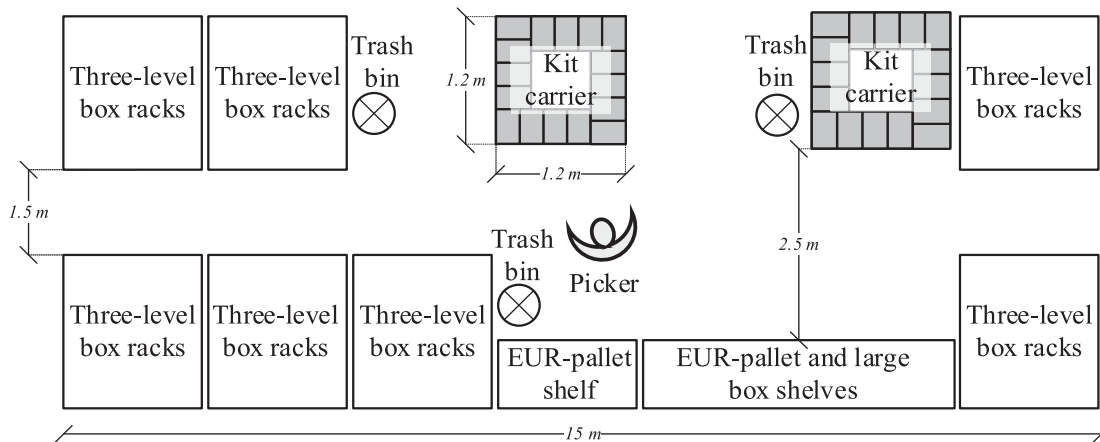 Three-level
box racks
Three-level
box racks
Trash
bin
1.2 m
Kit
carrier
1.2 m
Trash
bin
Kit
carrier
Three-level
box racks
1.5 m
2.5 m
Trash
bin
Picker
Three-level
box racks
Three-level
box racks
Three-level
box racks
EUR-pallet
shelf
EUR-pallet and large
box shelves
Three-level
box racks
15 m